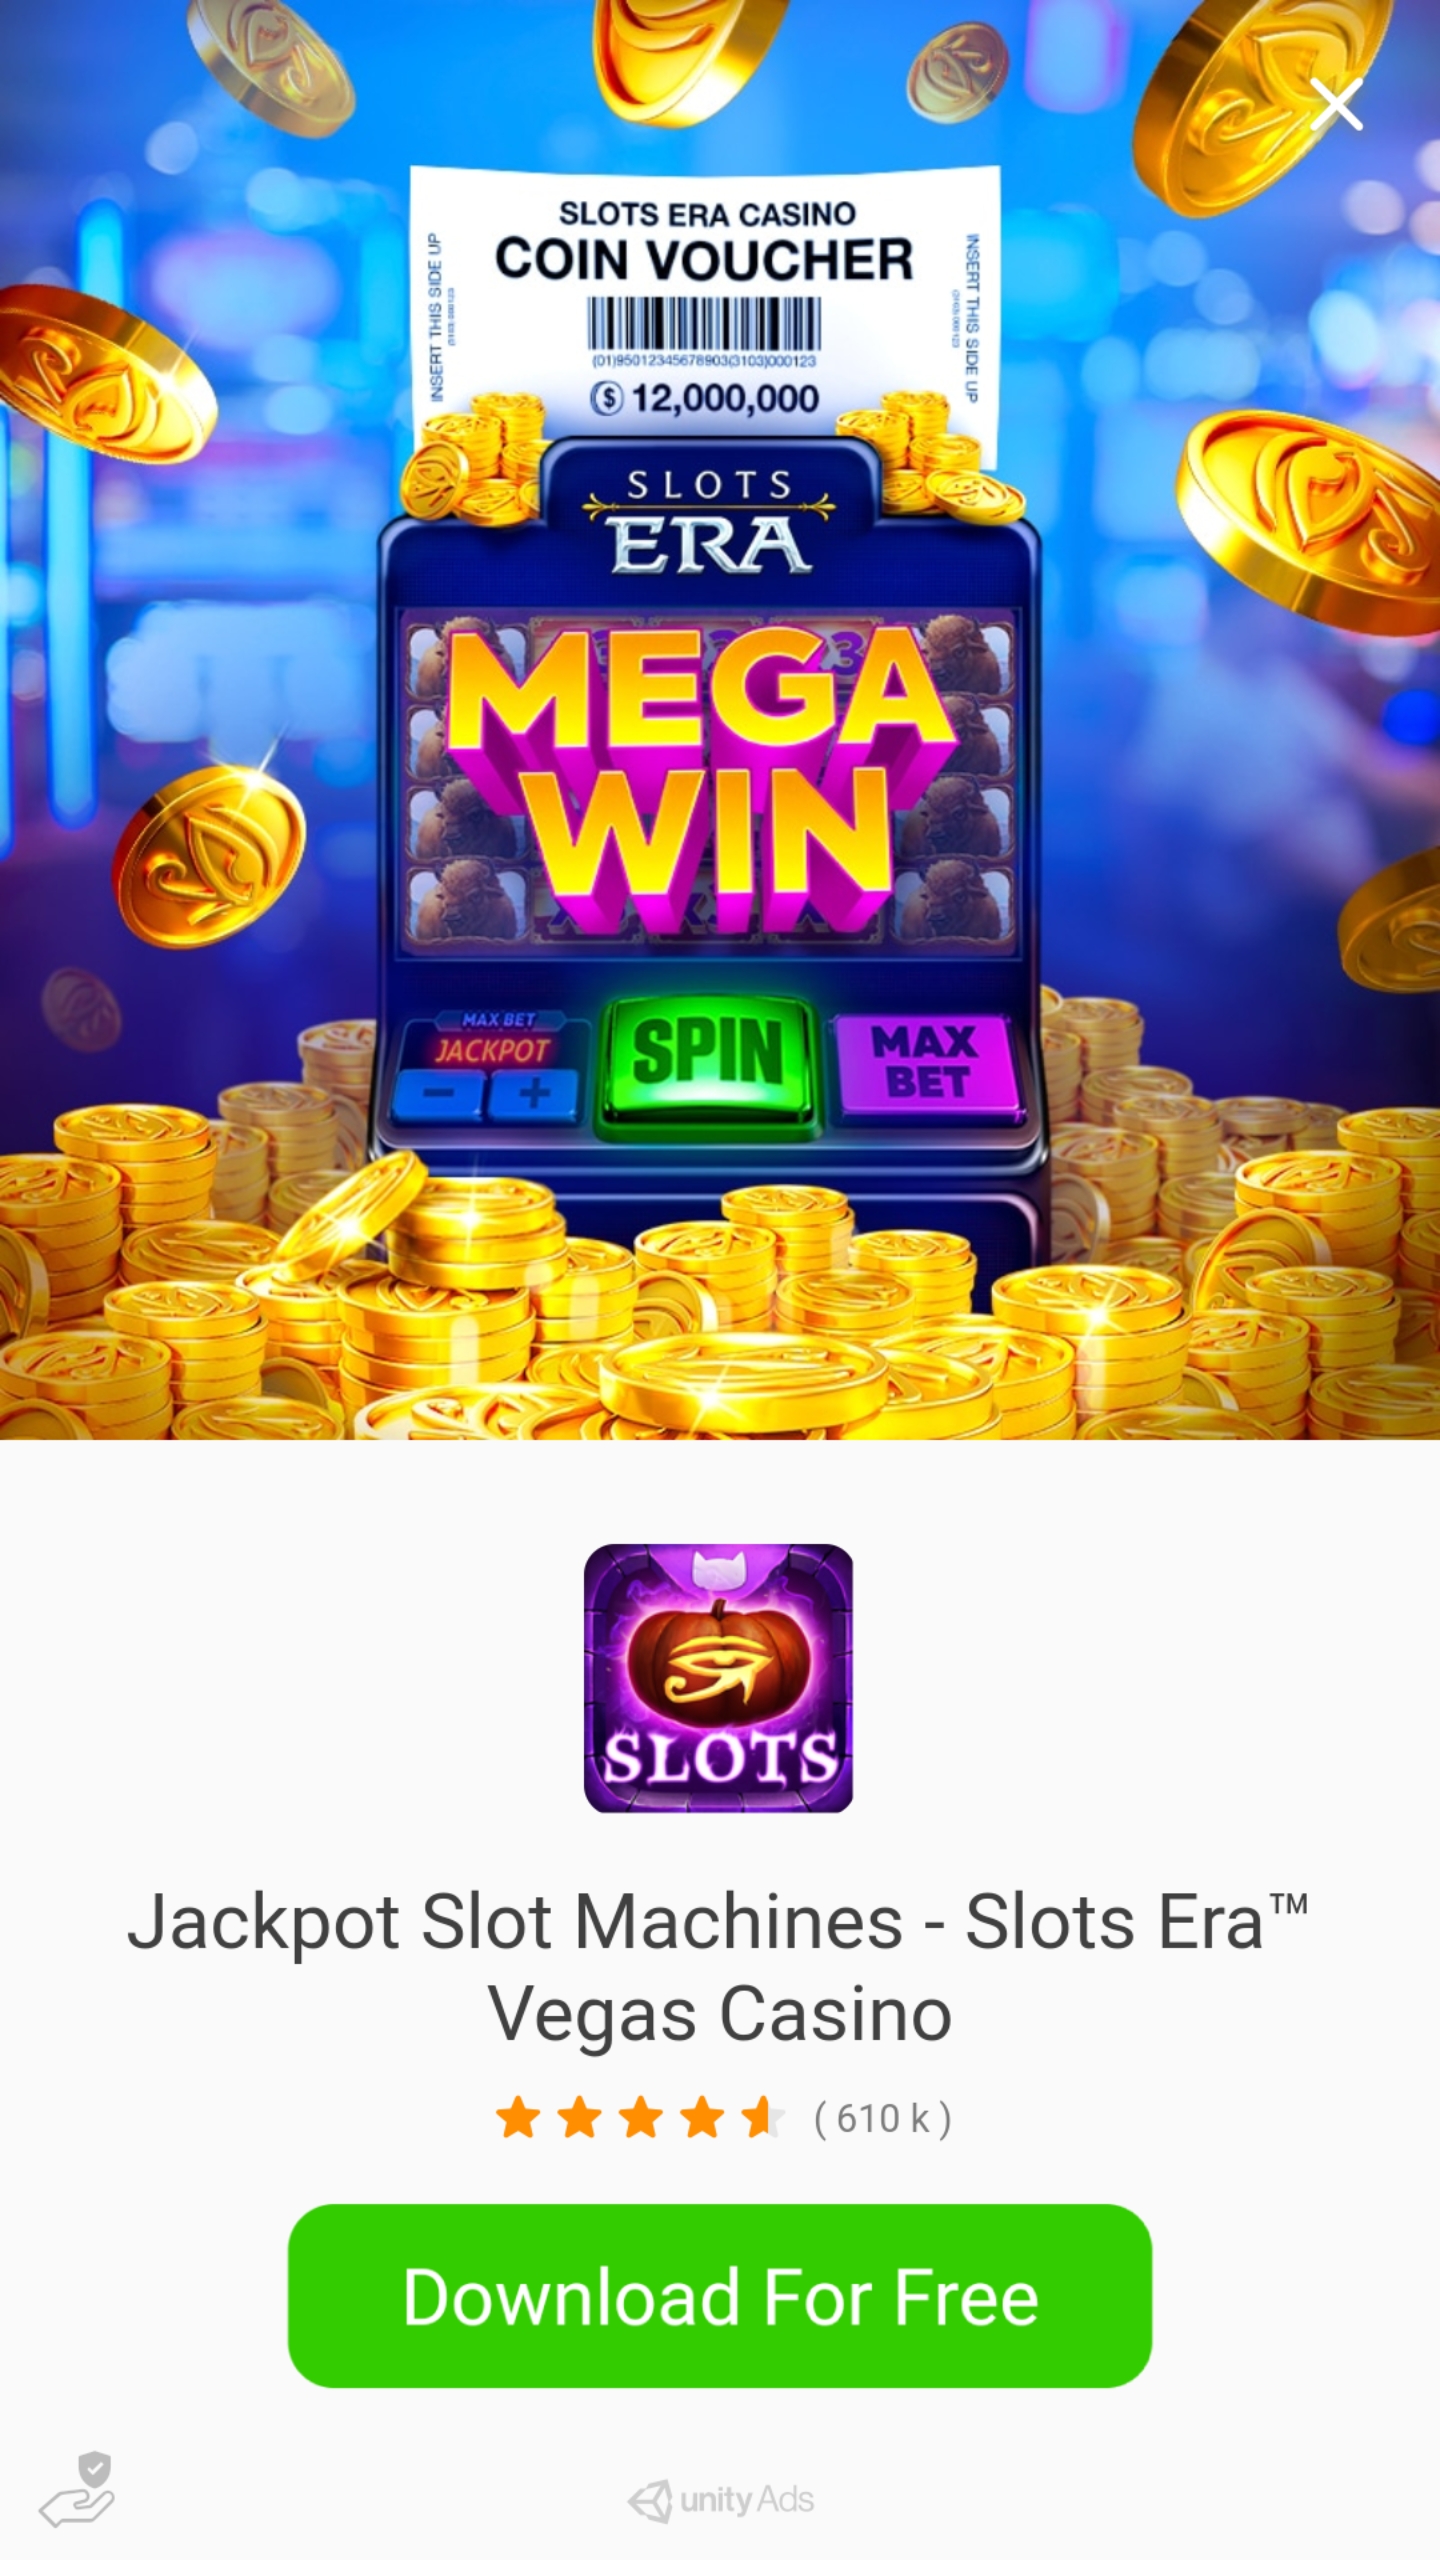 SLOTS ERA CASINO
COIN VOUCHER
INSERT THIS SIDE UP
INSERT THIS SIDE UP
(01)95012345678903(3103)000123
$ 12,000,000
SLOTS
ERA
MEGA
WIN
MAX BET
JACKPOT
- +
SPIN
MAX
BET
SLOTS
Jackpot Slot Machines - Slots Era™
Vegas Casino
( 610 k )
Download For Free
unity Ads